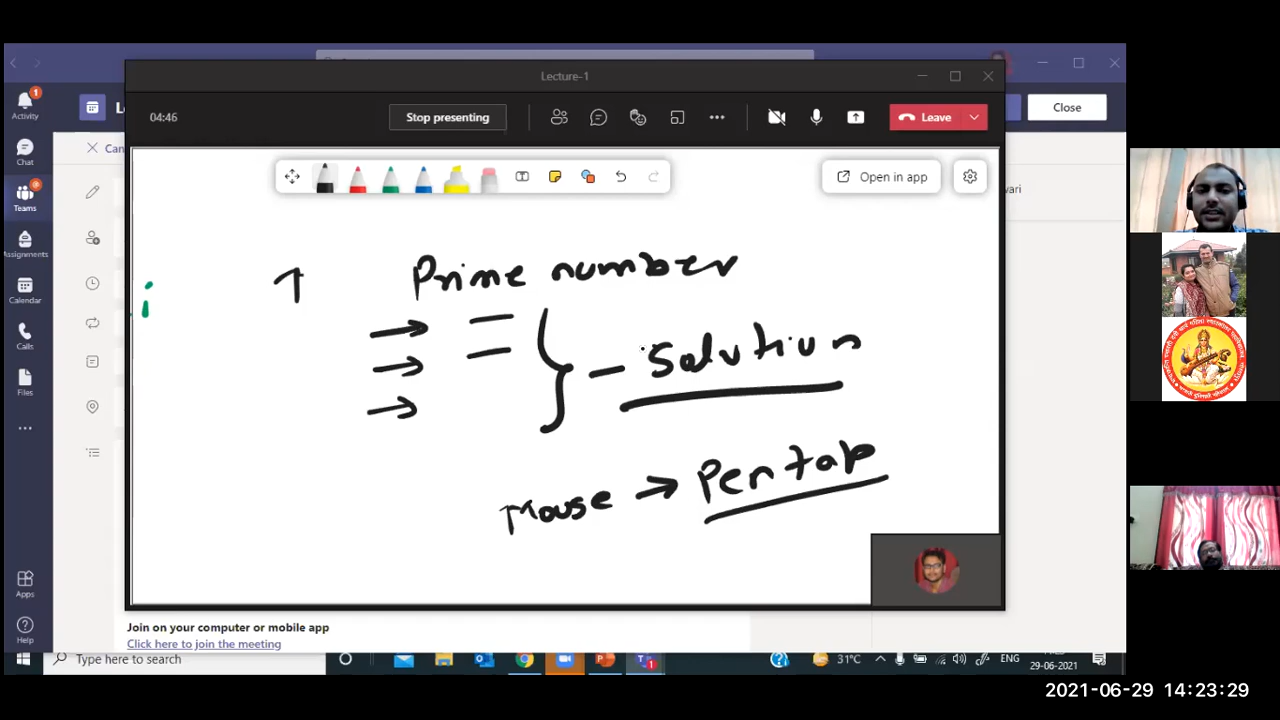 Lecture-1
04:46
Stop presenting
Leave
Close
Activity
Chat
Teams
Assignments
Calendar
Calls
Files
Apps
Help
Can
Open in app
vari
Prime number
Solution
Mouse → Pentab
Join on your computer or mobile app
Click here to join the meeting
Type here to search
31°C
ENG
29-06-2021
2021-06-29 14:23:29